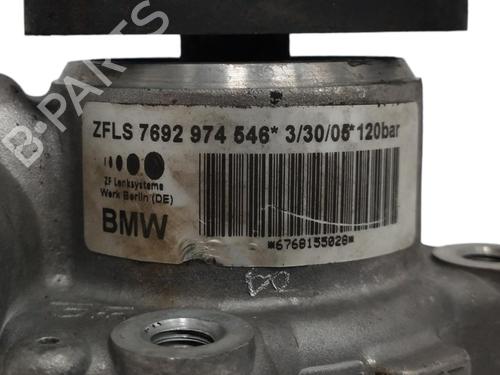 B-PARTS
ZFLS 7692 974 546* 3/30/05*120bar
ZF Lenksysteme
Werk Berlin (DE)
BMW
*6768155028*